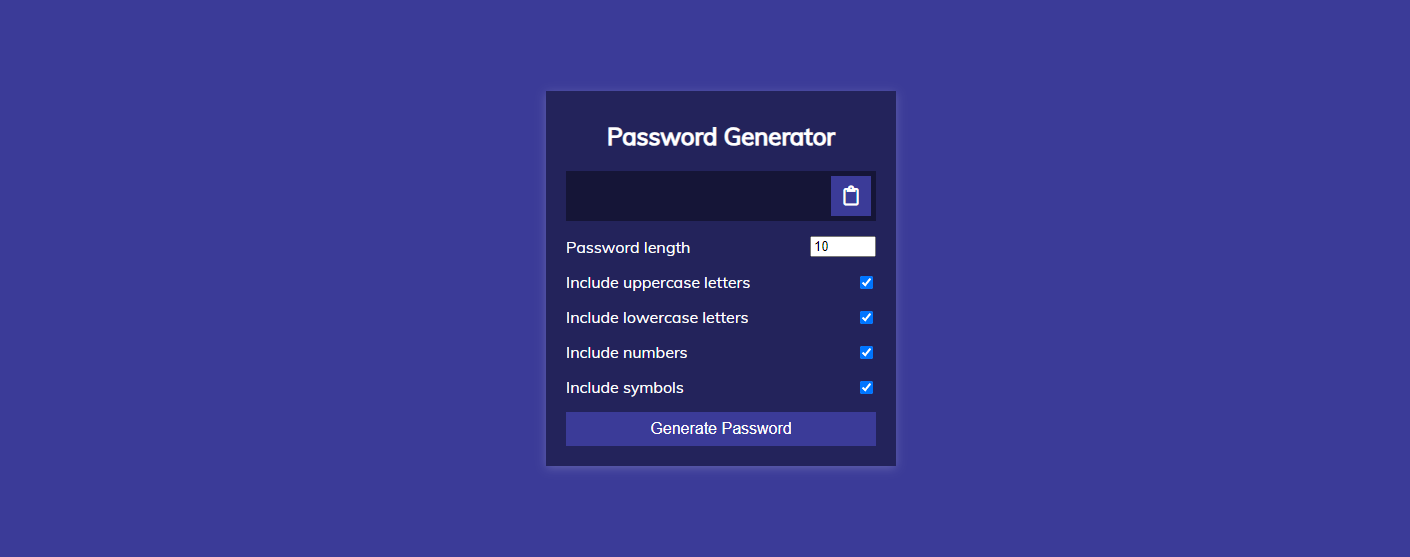 Password Generator
Password length 10
Include uppercase letters
Include lowercase letters
Include numbers
Include symbols
Generate Password